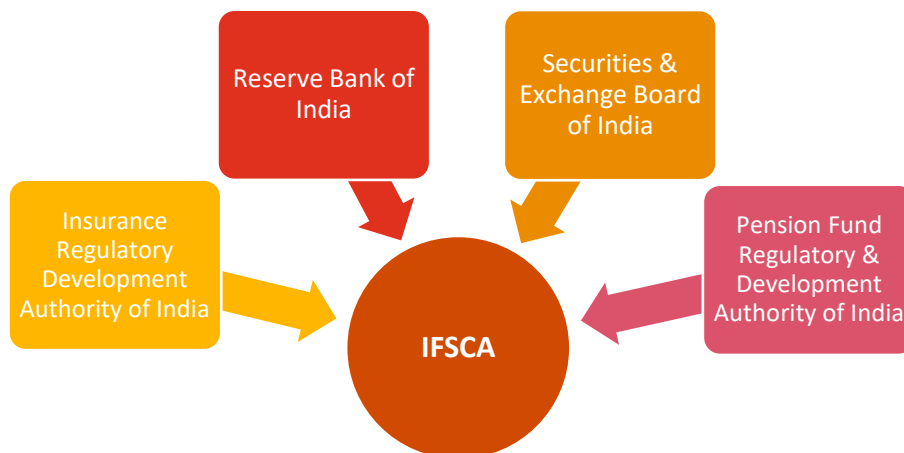 Reserve Bank of
India
Securities &
Exchange Board
of India
Insurance
Regulatory
Development
Authority of India
Pension Fund
Regulatory &
Development
Authority of India
IFSCA